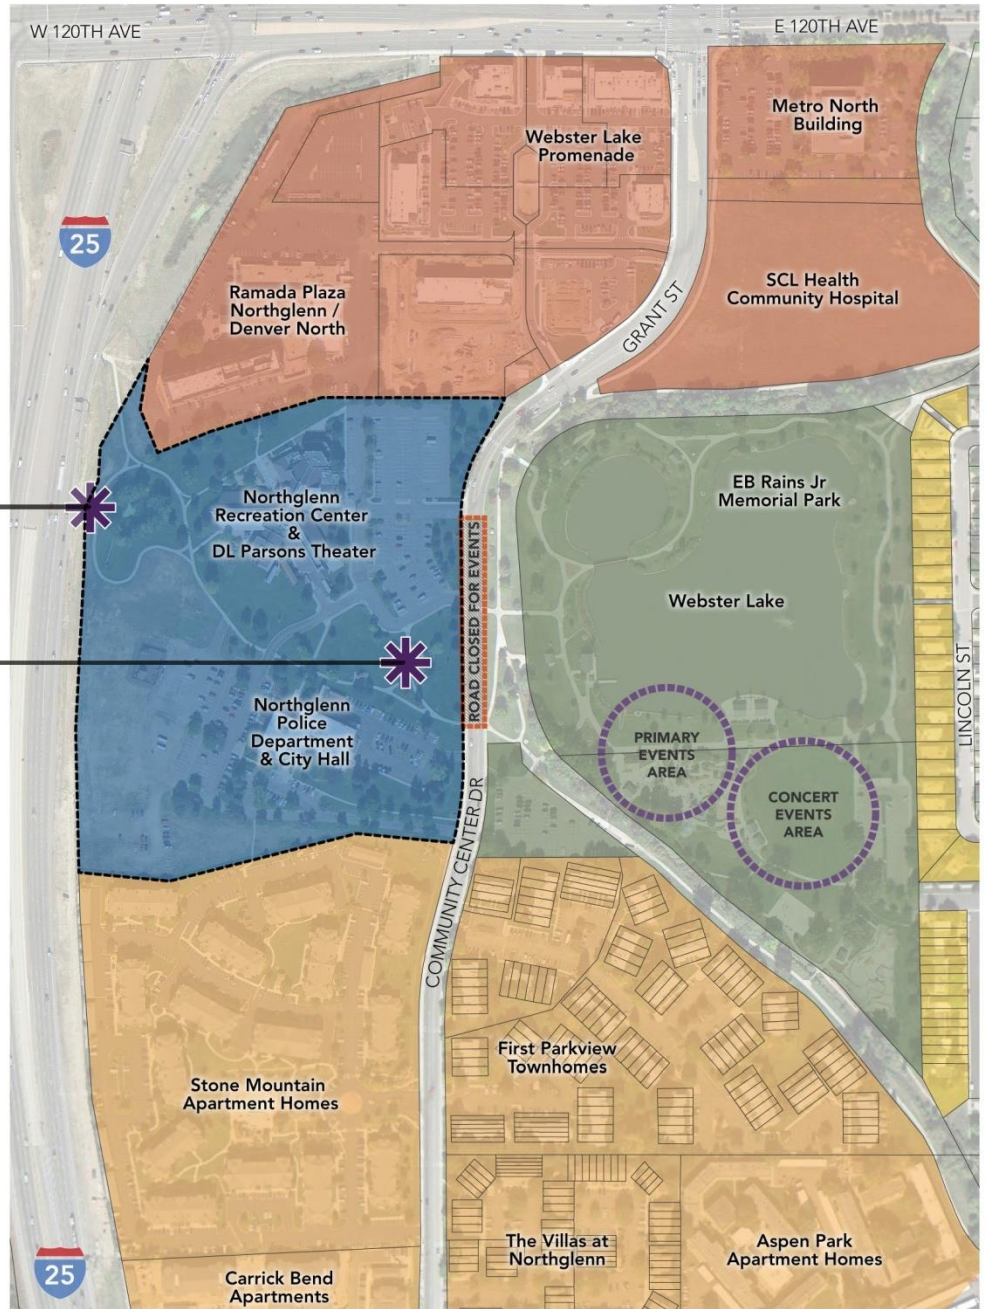 W 120TH AVE
E 120TH AVE
Metro North
Building
Webster Lake
Promenade
25
SCL Health
Community Hospital
Ramada Plaza
Northglenn /
Denver North
GRANT ST
EB Rains Jr
Memorial Park
Northglenn
Recreation Center
&
DL Parsons Theater
ROAD CLOSED FOR EVENTS
Webster Lake
LINCOLN ST
Northglenn
Police
Department
& City Hall
PRIMARY
EVENTS
AREA
CONCERT
EVENTS
AREA
COMMUNITY CENTER DR
First Parkview
Townhomes
Stone Mountain
Apartment Homes
The Villas at
Northglenn
Aspen Park
Apartment Homes
25
Carrick Bend
Apartments